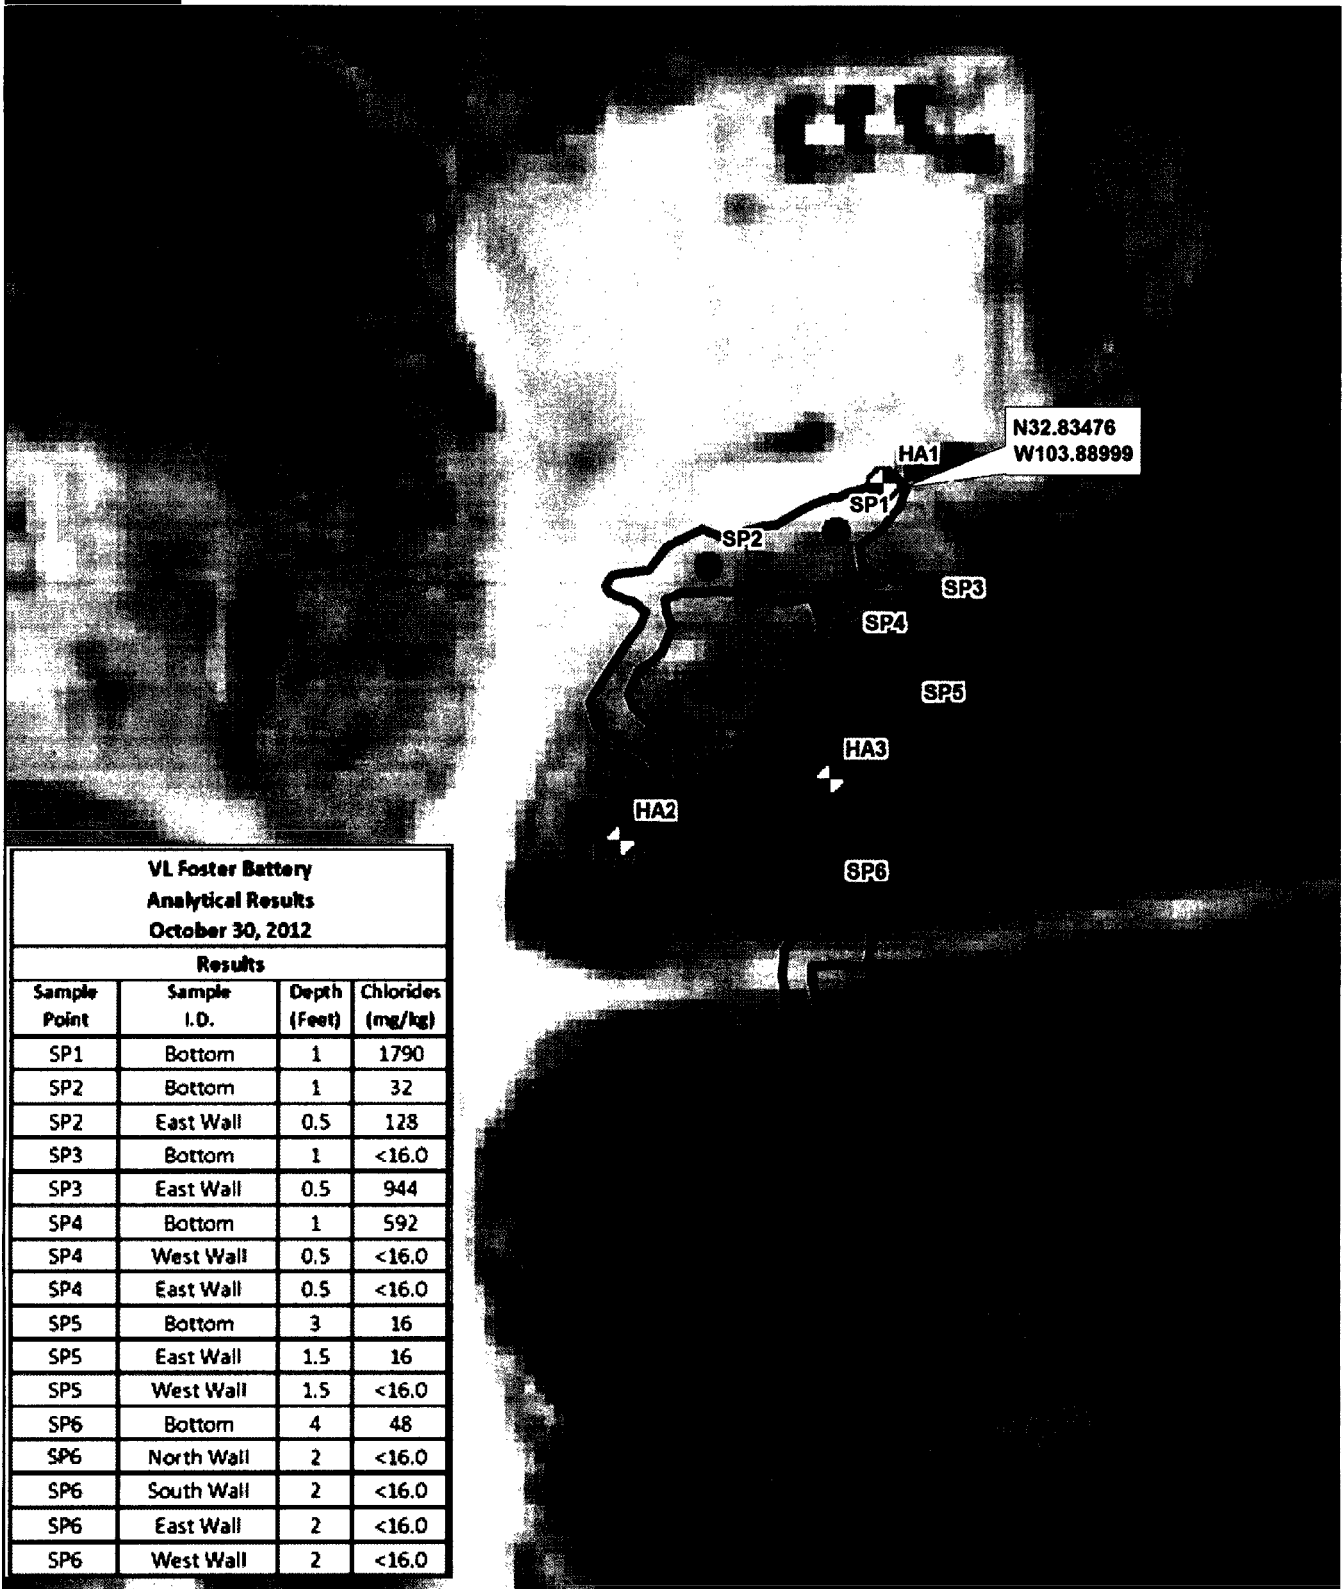 N32.83476
W103.88999
HA1
SP1
SP2
SP3
SP4
SP5
HA3
HA2
SP6
VL Foster Battery
Analytical Results
October 30, 2012
Results
Sample Point Sample I.D. Depth (Feet) Chlorides (mg/kg)
SP1 Bottom 1 1790
SP2 Bottom 1 32
SP2 East Wall 0.5 128
SP3 Bottom 1 <16.0
SP3 East Wall 0.5 944
SP4 Bottom 1 592
SP4 West Wall 0.5 <16.0
SP4 East Wall 0.5 <16.0
SP5 Bottom 3 16
SP5 East Wall 1.5 16
SP5 West Wall 1.5 <16.0
SP6 Bottom 4 48
SP6 North Wall 2 <16.0
SP6 South Wall 2 <16.0
SP6 East Wall 2 <16.0
SP6 West Wall 2 <16.0